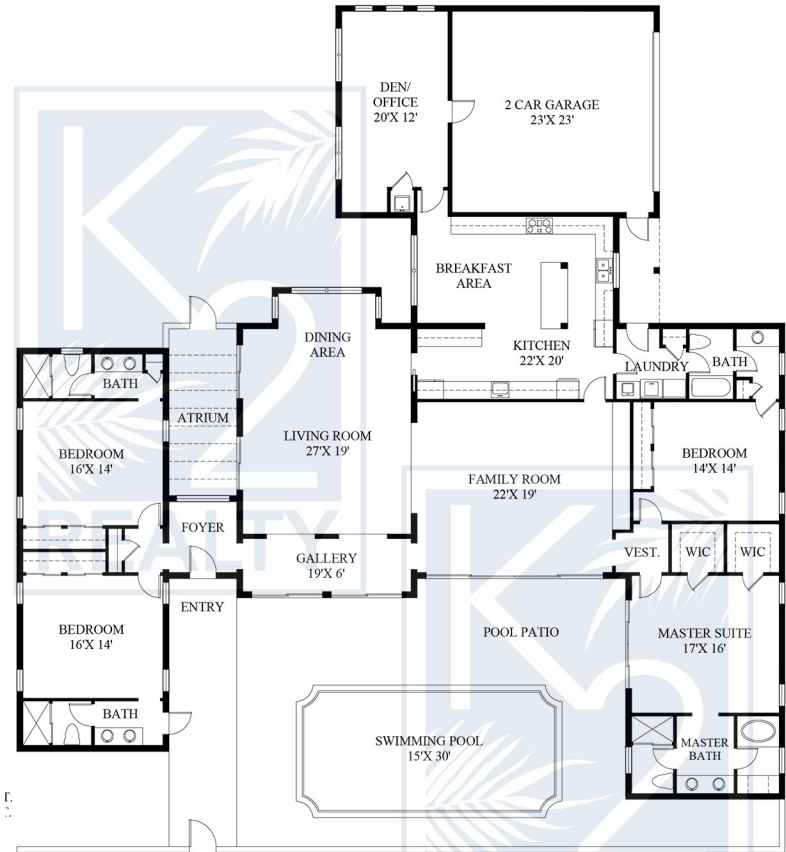 DEN/
OFFICE
20'X 12'
2 CAR GARAGE
23'X 23'
BREAKFAST
AREA
KITCHEN
22'X 20'
DINING
AREA
LAUNDRY
BATH
BATH
ATRIUM
LIVING ROOM
27'X 19'
BEDROOM
16'X 14'
BEDROOM
14'X 14'
FAMILY ROOM
22'X 19'
FOYER
GALLERY
19'X 6'
VEST.
WIC
WIC
ENTRY
POOL PATIO
BEDROOM
16'X 14'
MASTER SUITE
17'X 16'
BATH
SWIMMING POOL
15'X 30'
MASTER
BATH
K2
REALTY
K2